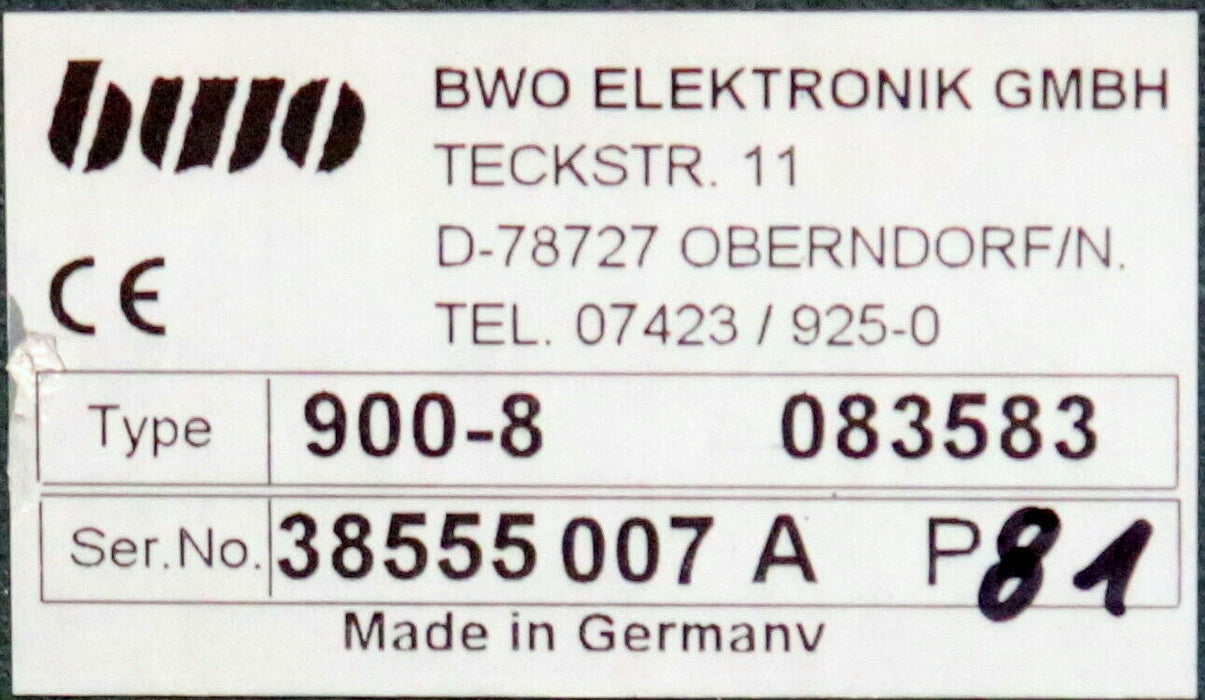 bwo
BWO ELEKTRONIK GMBH
TECKSTR. 11
D-78727 OBERNDORF/N.
TEL. 07423 / 925-0
CE
Type 900-8 083583
Ser.No. 38555 007 A P81
Made in Germany